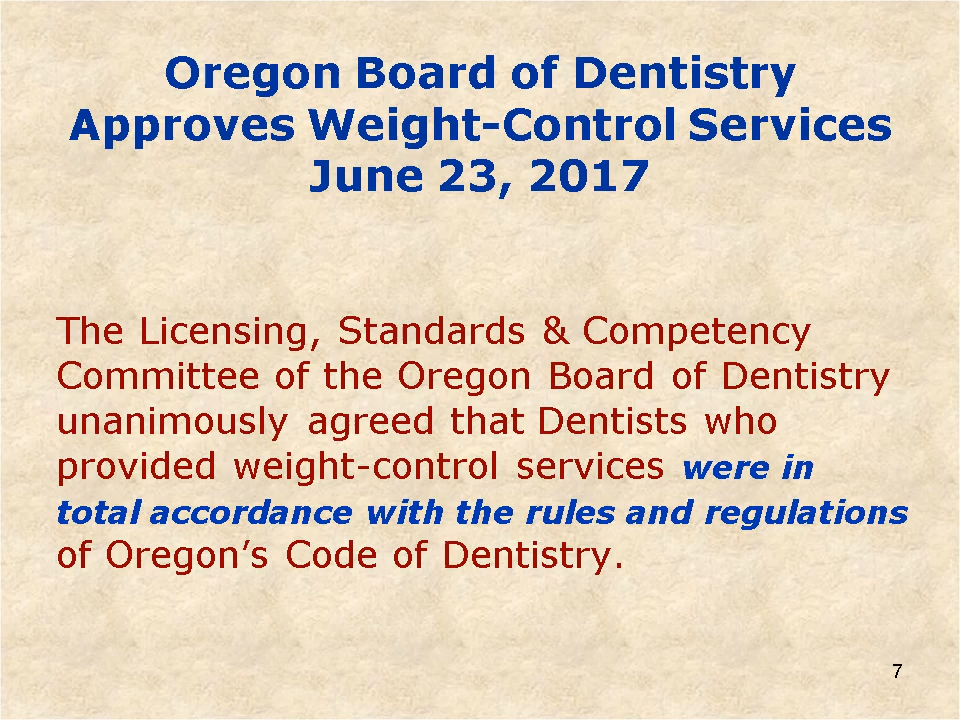 Oregon Board of Dentistry
Approves Weight-Control Services
June 23, 2017
The Licensing, Standards & Competency
Committee of the Oregon Board of Dentistry
unanimously agreed that Dentists who
provided weight-control services were in
total accordance with the rules and regulations
of Oregon’s Code of Dentistry.
7